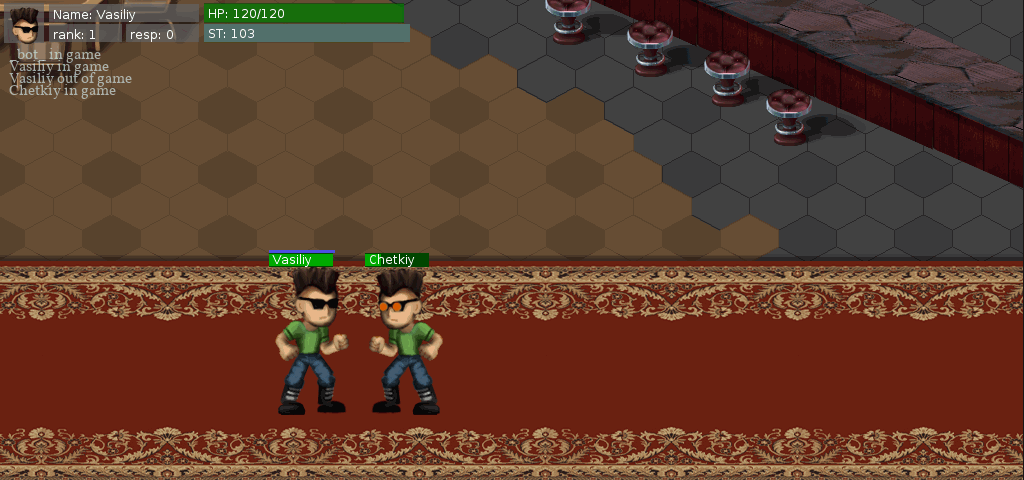 Name: Vasiliy
HP: 120/120
rank: 1
resp: 0
ST: 103
_bot_ in game
Vasiliy in game
Vasiliy out of game
Chetkiy in game
Vasiliy
Chetkiy